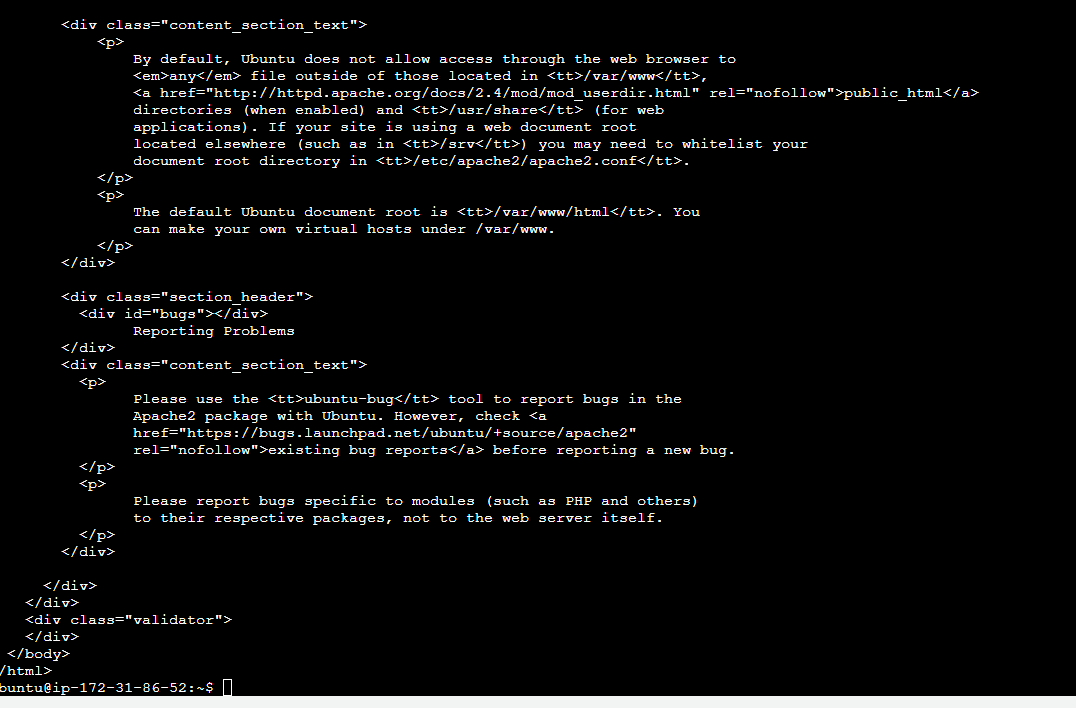 <div class="content_section_text">
<p>
By default, Ubuntu does not allow access through the web browser to
<em>any</em> file outside of those located in <tt>/var/www</tt>,
<a href="http://httpd.apache.org/docs/2.4/mod/mod_userdir.html" rel="nofollow">public_html</a>
directories (when enabled) and <tt>/usr/share</tt> (for web
applications). If your site is using a web document root
located elsewhere (such as in <tt>/srv</tt>) you may need to whitelist your
document root directory in <tt>/etc/apache2/apache2.conf</tt>.
</p>
<p>
The default Ubuntu document root is <tt>/var/www/html</tt>. You
can make your own virtual hosts under /var/www.
</p>
</div>
<div class="section_header">
<div id="bugs"></div>
Reporting Problems
</div>
<div class="content_section_text">
<p>
Please use the <tt>ubuntu-bug</tt> tool to report bugs in the
Apache2 package with Ubuntu. However, check <a
href="https://bugs.launchpad.net/ubuntu/+source/apache2"
rel="nofollow">existing bug reports</a> before reporting a new bug.
</p>
<p>
Please report bugs specific to modules (such as PHP and others)
to their respective packages, not to the web server itself.
</p>
</div>
</div>
</div>
<div class="validator">
</div>
</body>
/html>
buntu@ip-172-31-86-52:~$